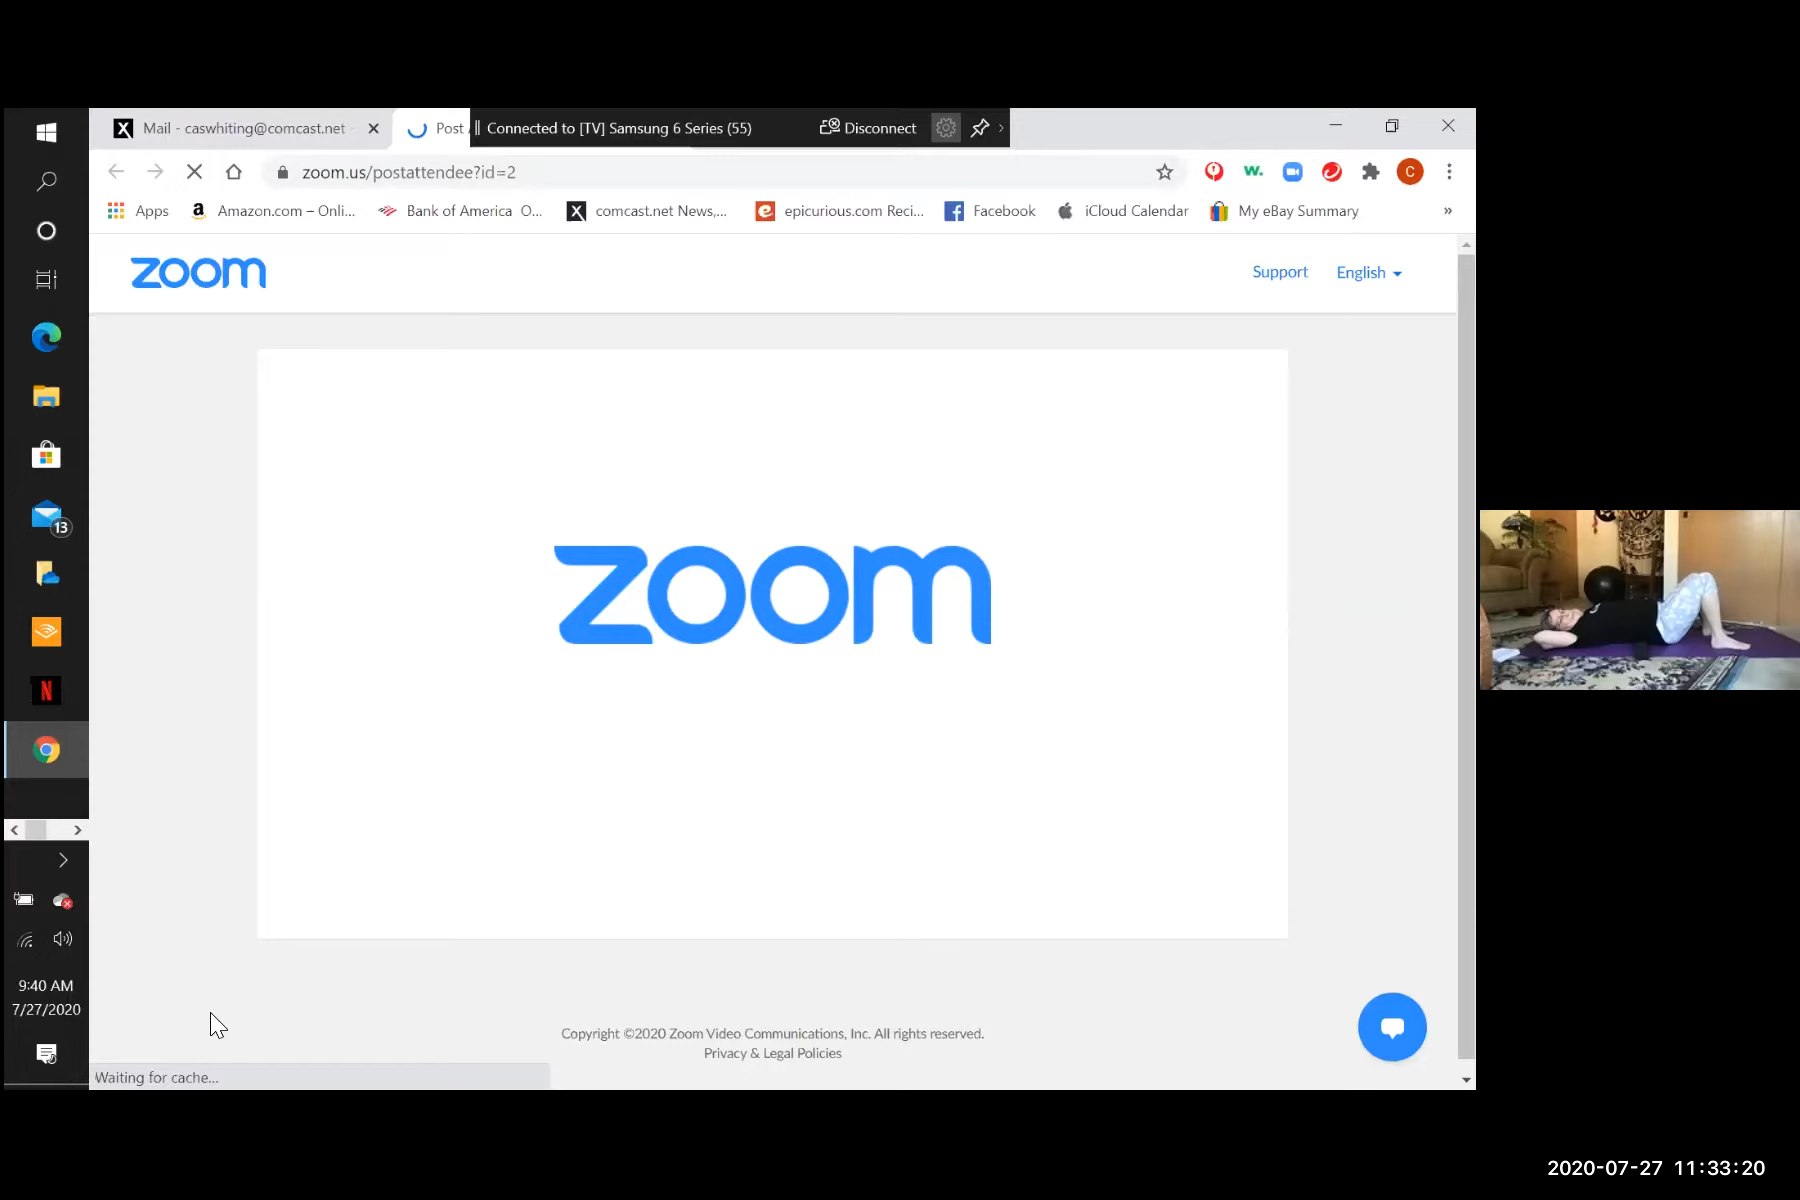 Mail - caswhiting@comcast.net
Post
Connected to [TV] Samsung 6 Series (55)
Disconnect
zoom.us/postattendee?id=2
w.
C
Apps
a
Amazon.com – Onli...
Bank of America O...
X
comcast.net News,...
e
epicurious.com Reci...
Facebook
iCloud Calendar
My eBay Summary
»
zoom
Support
English
zoom
13
N
9:40 AM
7/27/2020
Copyright ©2020 Zoom Video Communications, Inc. All rights reserved.
Privacy & Legal Policies
Waiting for cache...
2020-07-27 11:33:20